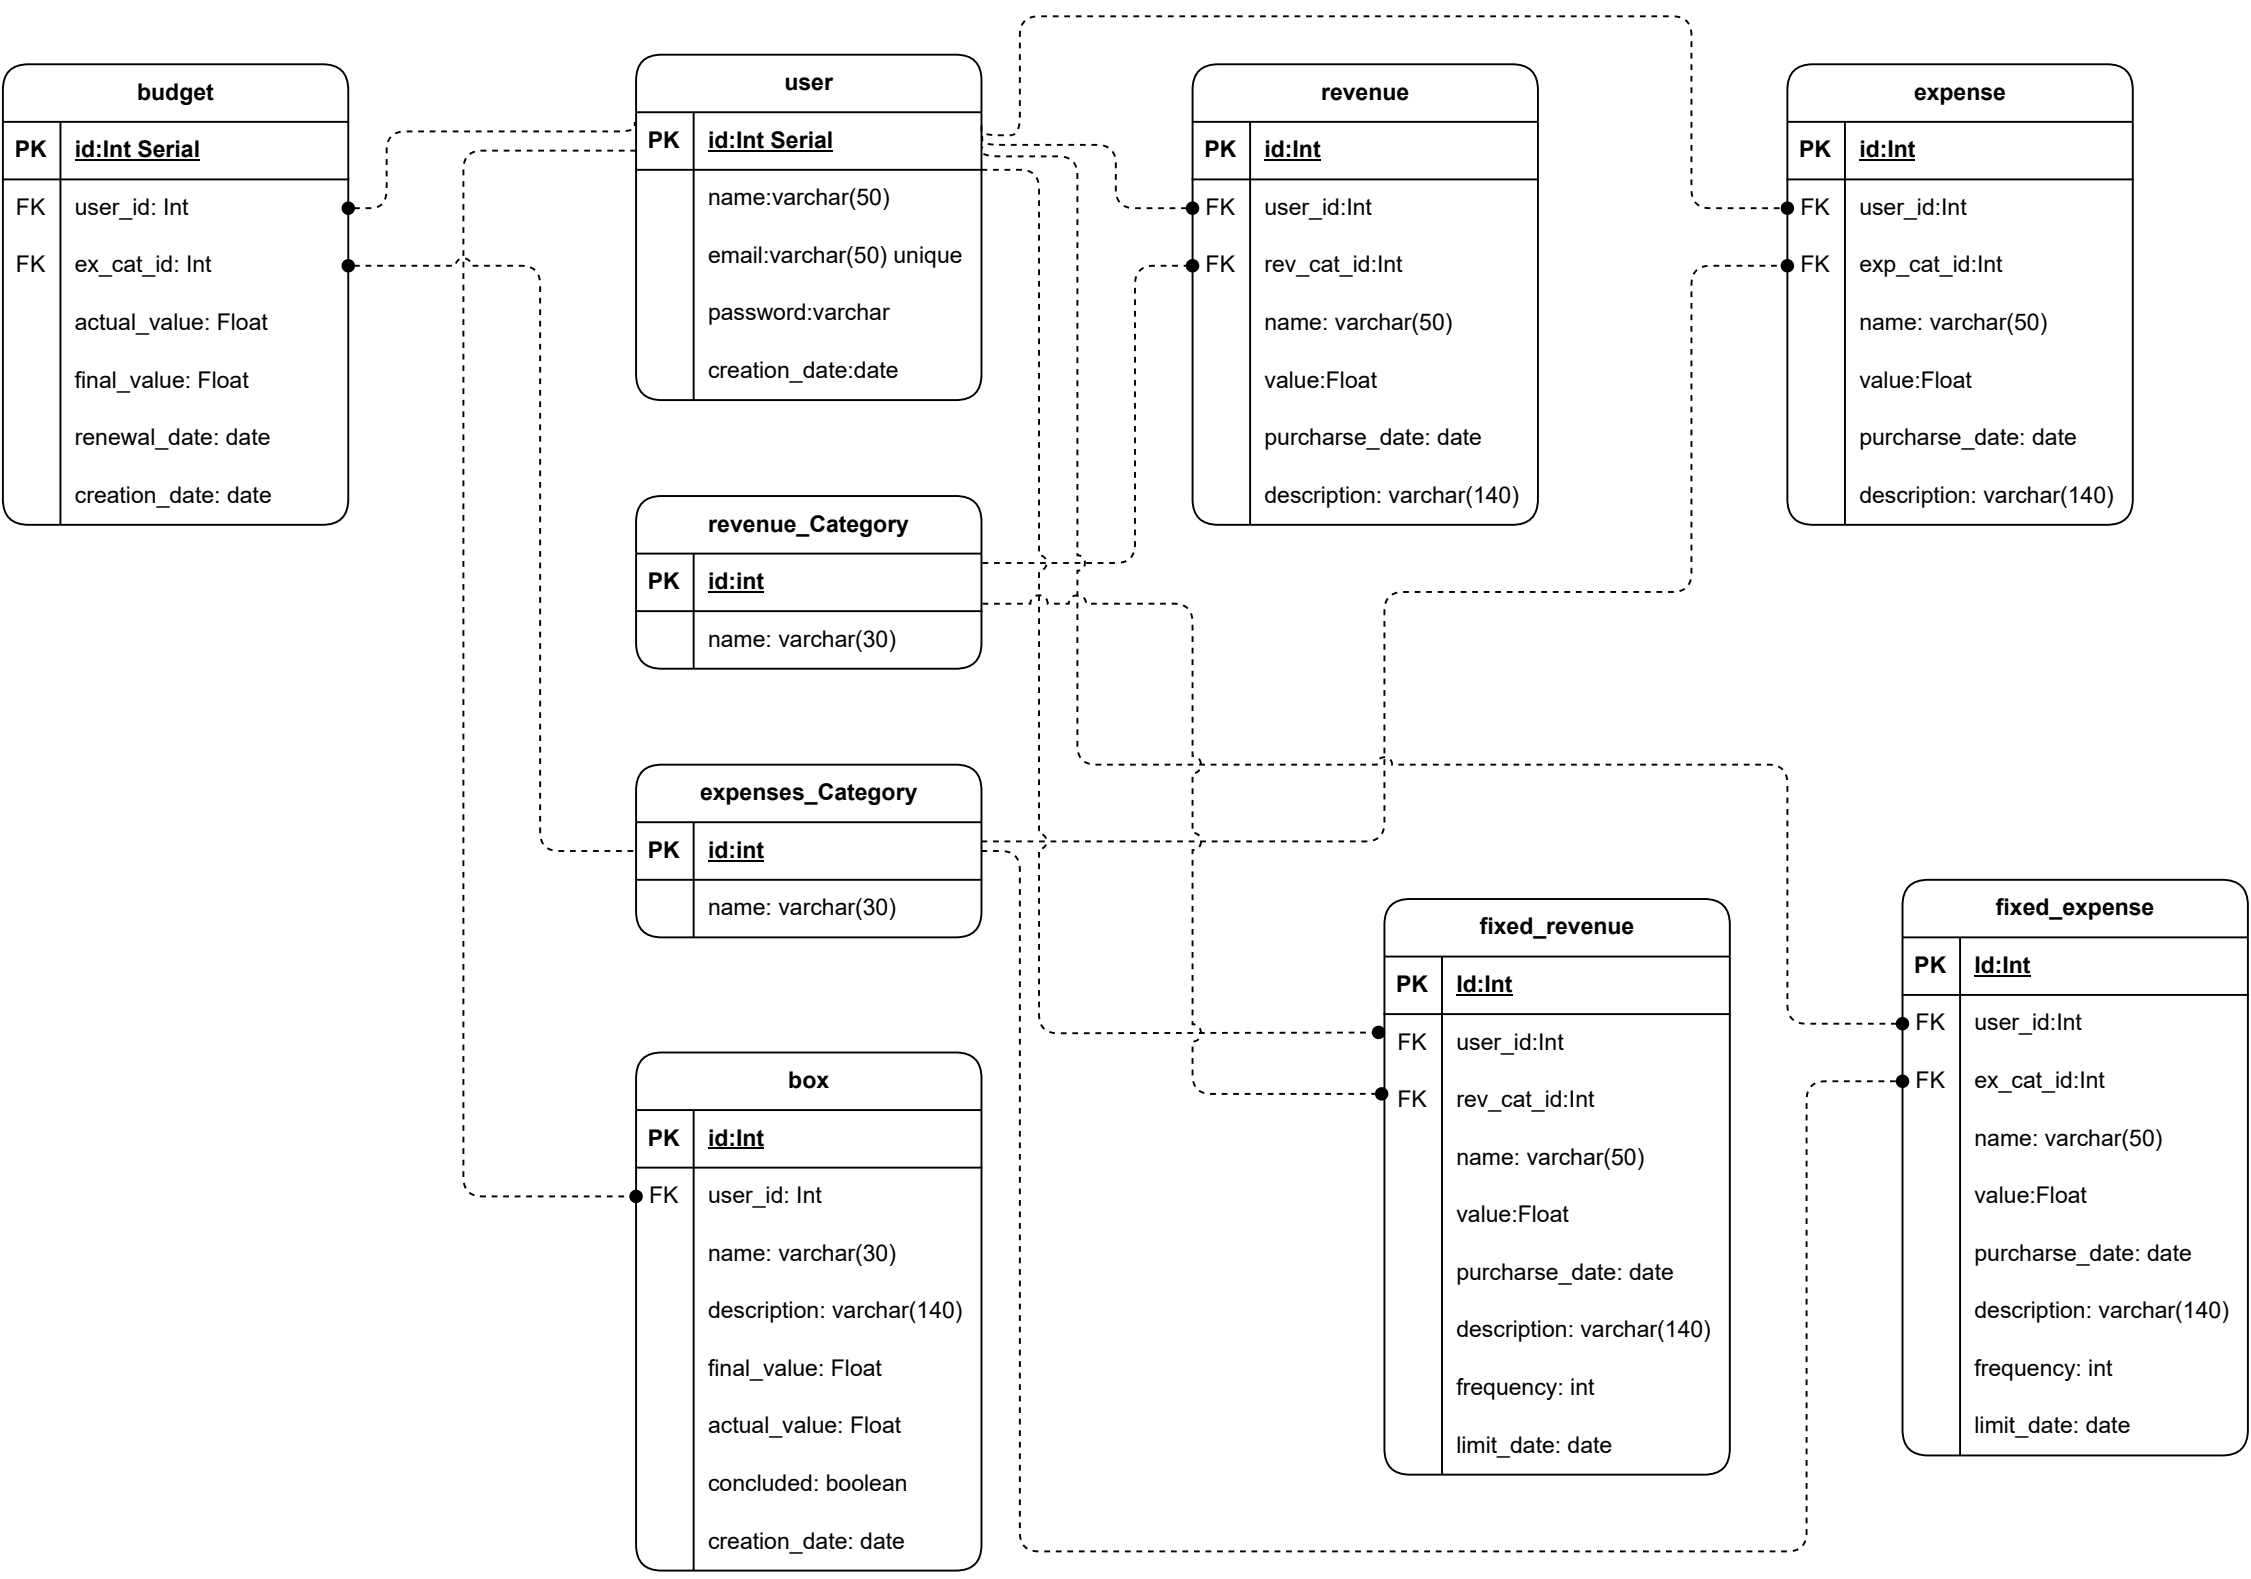 budget
PK id:Int Serial
FK user_id: Int
FK ex_cat_id: Int
actual_value: Float
final_value: Float
renewal_date: date
creation_date: date
user
PK id:Int Serial
name:varchar(50)
email:varchar(50) unique
password:varchar
creation_date:date
revenue
PK id:Int
FK user_id:Int
FK rev_cat_id:Int
name: varchar(50)
value:Float
purcharse_date: date
description: varchar(140)
expense
PK id:Int
FK user_id:Int
FK exp_cat_id:Int
name: varchar(50)
value:Float
purcharse_date: date
description: varchar(140)
revenue_Category
PK id:int
name: varchar(30)
expenses_Category
PK id:int
name: varchar(30)
box
PK id:Int
FK user_id: Int
name: varchar(30)
description: varchar(140)
final_value: Float
actual_value: Float
concluded: boolean
creation_date: date
fixed_revenue
PK Id:Int
FK user_id:Int
FK rev_cat_id:Int
name: varchar(50)
value:Float
purcharse_date: date
description: varchar(140)
frequency: int
limit_date: date
fixed_expense
PK Id:Int
FK user_id:Int
FK ex_cat_id:Int
name: varchar(50)
value:Float
purcharse_date: date
description: varchar(140)
frequency: int
limit_date: date